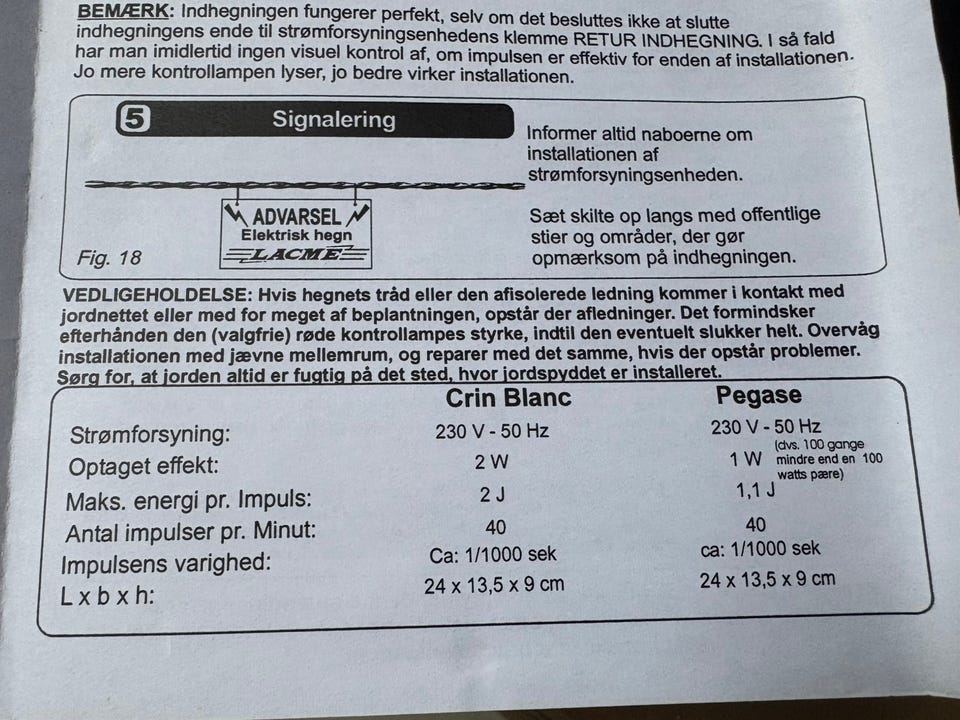 BEMÆRK: Indhegningen fungerer perfekt, selv om det besluttes ikke at slutte
indhegningens ende til strømforsyningsenhedens klemme RETUR INDHEGNING. I så fald
har man imidlertid ingen visuel kontrol af, om impulsen er effektiv for enden af installationen.
Jo mere kontrollampen lyser, jo bedre virker installationen.
5 Signalering
Informer altid naboerne om
installationen af
strømforsyningsenheden.
ADVARSEL
Elektrisk hegn
LACME
Fig. 18
Sæt skilte op langs med offentlige
stier og områder, der gør
opmærksom på indhegningen.
VEDLIGEHOLDELSE: Hvis hegnets tråd eller den afisolerede ledning kommer i kontakt med
jordnettet eller med for meget af beplantningen, opstår der afledninger. Det formindsker
efterhånden den (valgfrie) røde kontrollampes styrke, indtil den eventuelt slukker helt. Overvåg
installationen med jævne mellemrum, og reparer med det samme, hvis der opstår problemer.
Sørg for, at jorden altid er fugtig på det sted, hvor jordspyddet er installeret.
Crin Blanc Pegase
Strømforsyning: 230 V - 50 Hz 230 V - 50 Hz
Optaget effekt: 2 W 1 W (dvs. 100 gange
mindre end en 100
watts pære)
Maks. energi pr. Impuls: 2 J 1,1 J
Antal impulser pr. Minut: 40 40
Impulsens varighed: Ca: 1/1000 sek ca: 1/1000 sek
L x b x h: 24 x 13,5 x 9 cm 24 x 13,5 x 9 cm